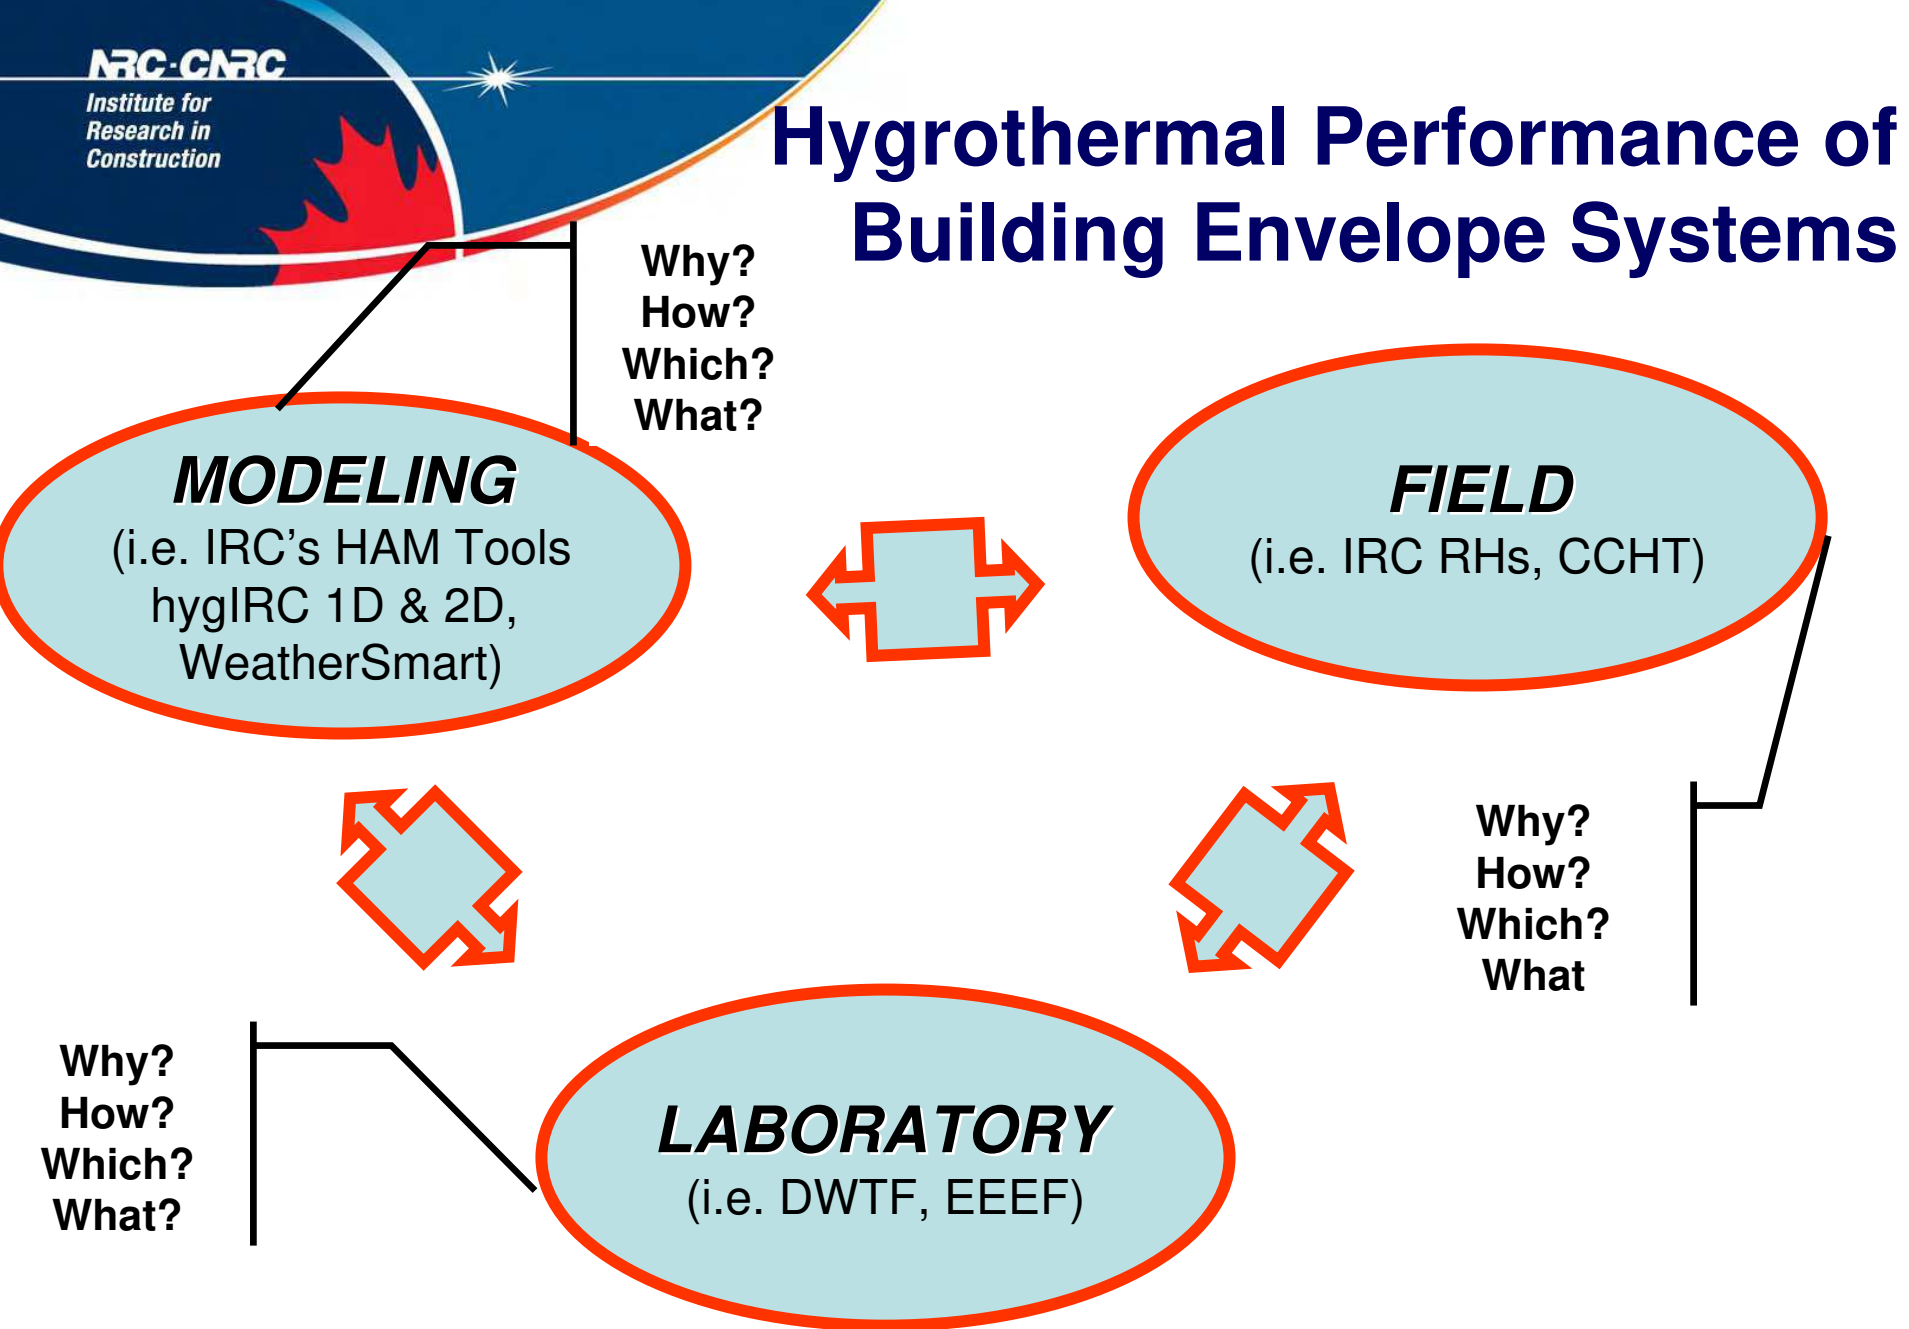 NRC-CNRC
Institute for
Research in
Construction
Hygrothermal Performance of
Building Envelope Systems
Why?
How?
Which?
What?
MODELING
(i.e. IRC’s HAM Tools
hygIRC 1D & 2D,
WeatherSmart)
FIELD
(i.e. IRC RHs, CCHT)
Why?
How?
Which?
What
Why?
How?
Which?
What?
LABORATORY
(i.e. DWTF, EEEF)